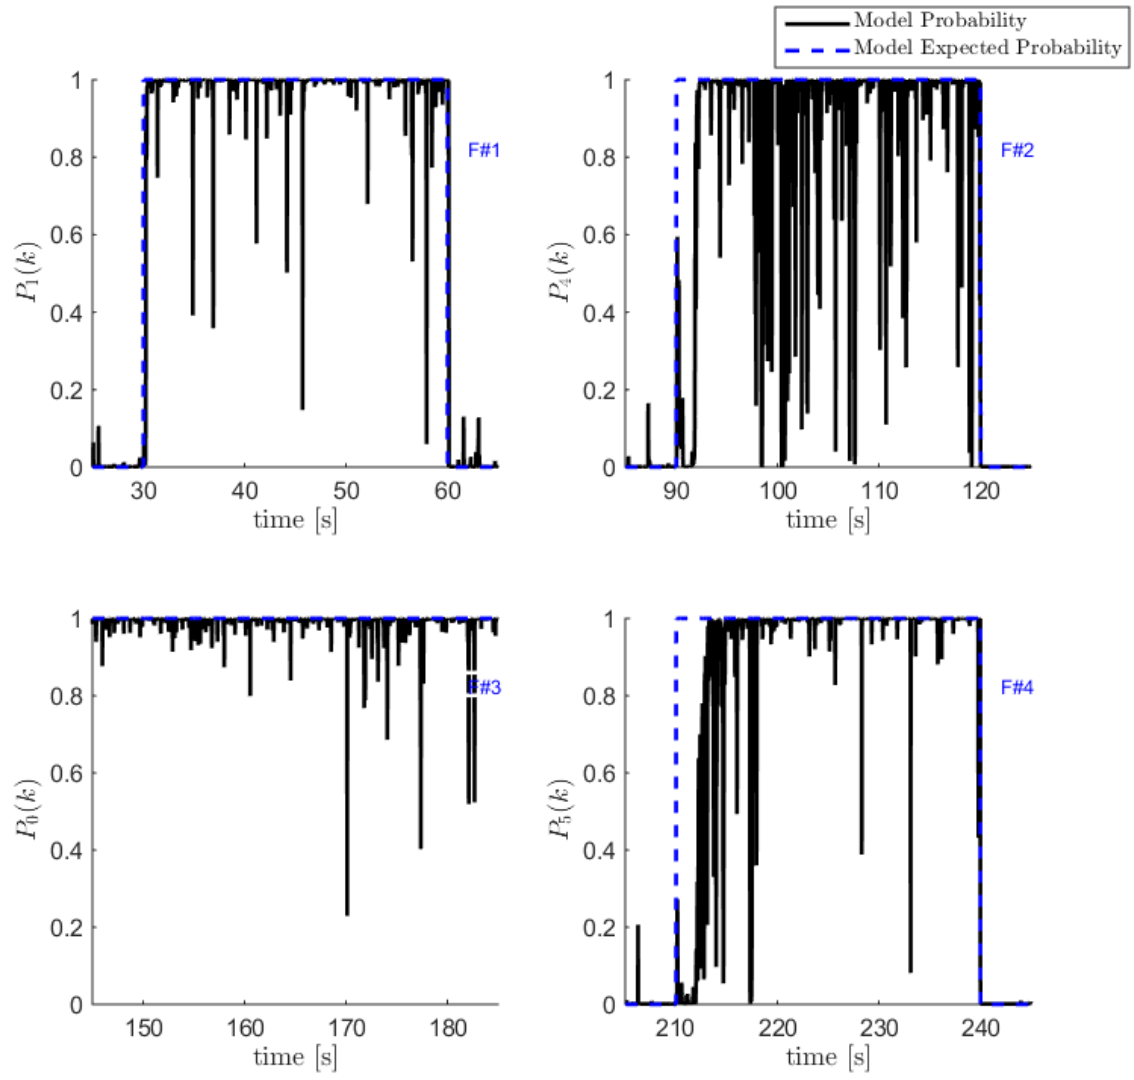 Model Probability
Model Expected Probability
1
0.8
0.6
0.4
0.2
0
P1(k)
30 40 50 60
time [s]
F#1
1
0.8
0.6
0.4
0.2
0
P4(k)
90 100 110 120
time [s]
F#2
1
0.8
0.6
0.4
0.2
0
P0(k)
150 160 170 180
time [s]
F#3
1
0.8
0.6
0.4
0.2
0
P5(k)
210 220 230 240
time [s]
F#4